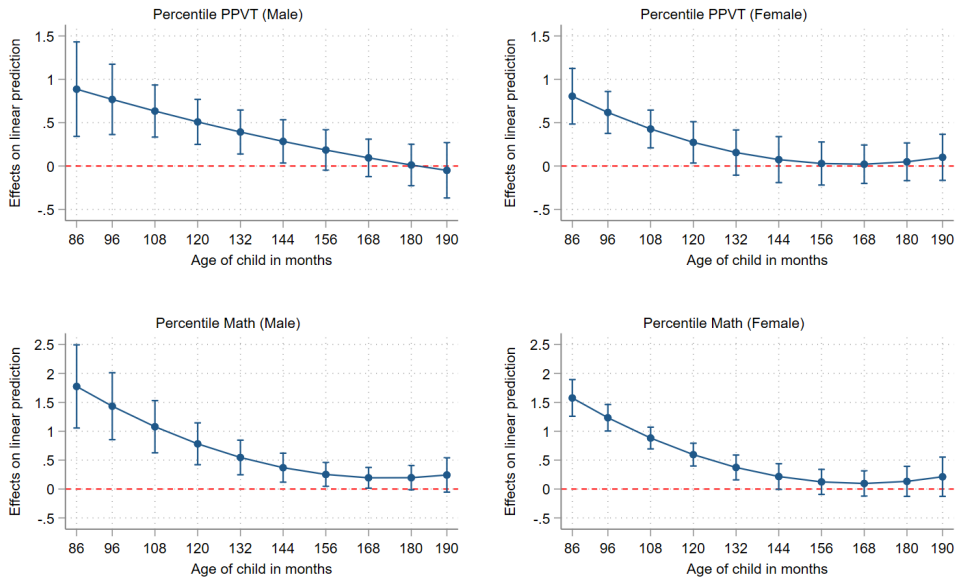 Percentile PPVT (Male)
Effects on linear prediction
1.5
1
.5
0
-.5
86 96 108 120 132 144 156 168 180 190
Age of child in months
Percentile PPVT (Female)
Effects on linear prediction
1.5
1
.5
0
-.5
86 96 108 120 132 144 156 168 180 190
Age of child in months
Percentile Math (Male)
Effects on linear prediction
2.5
2
1.5
1
.5
0
-.5
86 96 108 120 132 144 156 168 180 190
Age of child in months
Percentile Math (Female)
Effects on linear prediction
2.5
2
1.5
1
.5
0
-.5
86 96 108 120 132 144 156 168 180 190
Age of child in months